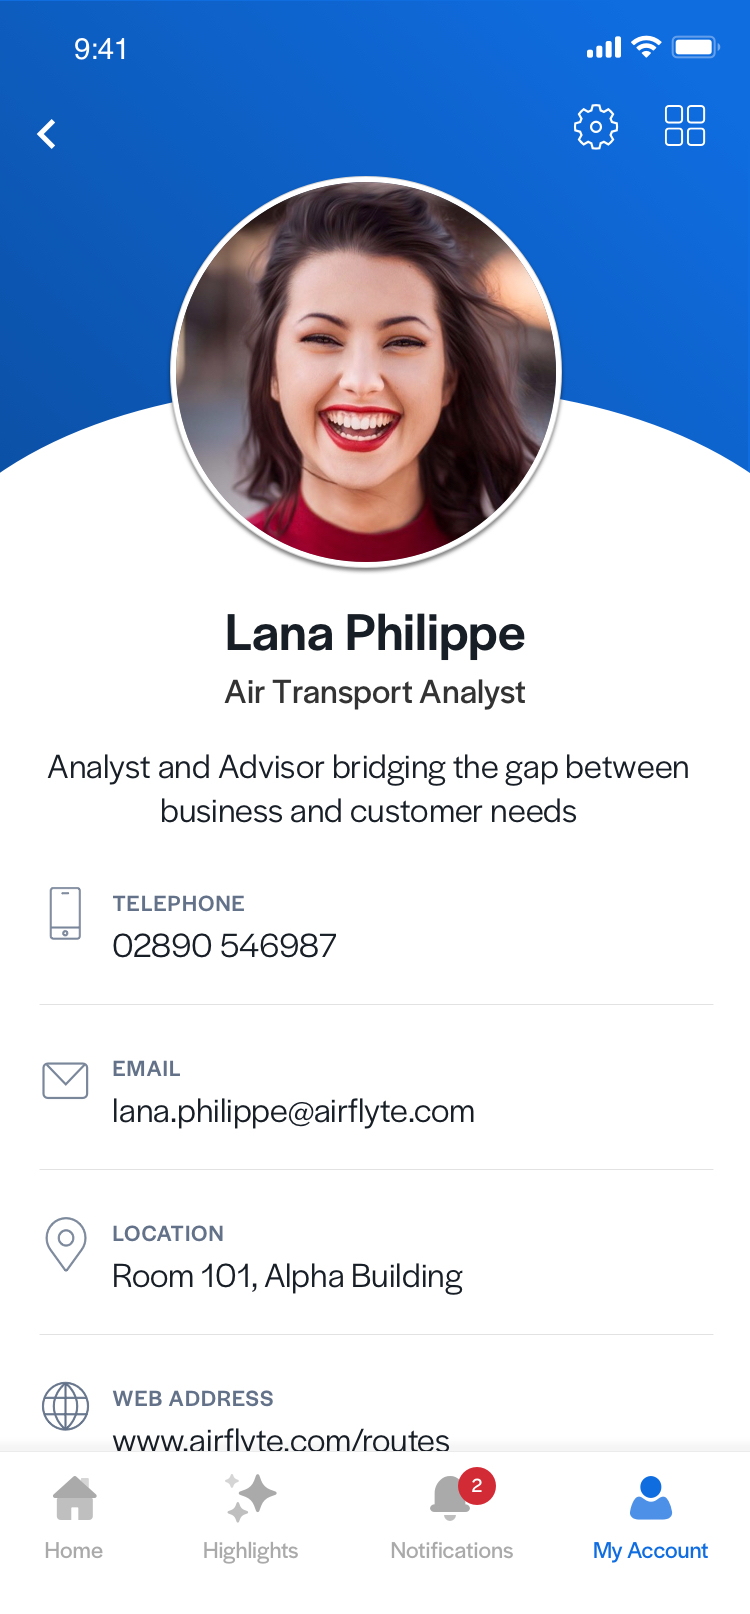 9:41
Lana Philippe
Air Transport Analyst
Analyst and Advisor bridging the gap between
business and customer needs
TELEPHONE
02890 546987
EMAIL
lana.philippe@airflyte.com
LOCATION
Room 101, Alpha Building
WEB ADDRESS
www.airflyte.com/routes
2
Home
Highlights
Notifications
My Account